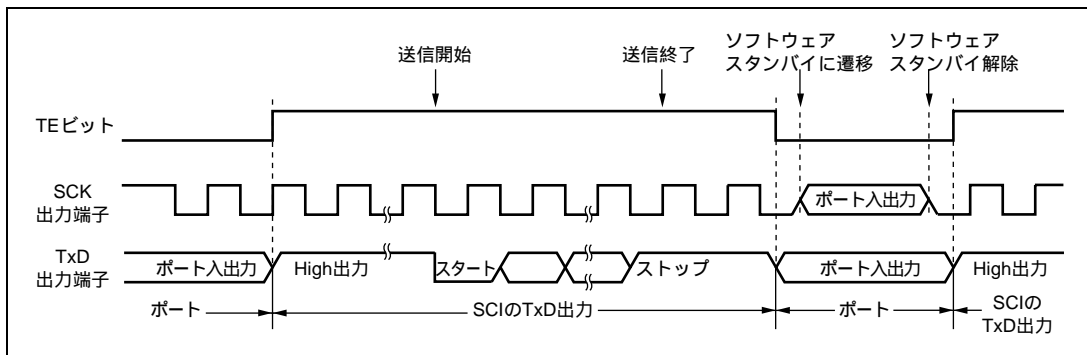 送信開始
送信終了
ソフトウェア
スタンバイに遷移
ソフトウェア
スタンバイ解除
TEビット
SCK
出力端子
ポート入出力
TxD
出力端子
ポート入出力
High出力
スタート
ストップ
ポート入出力
High出力
ポート
SCIのTxD出力
ポート
SCIの
TxD出力